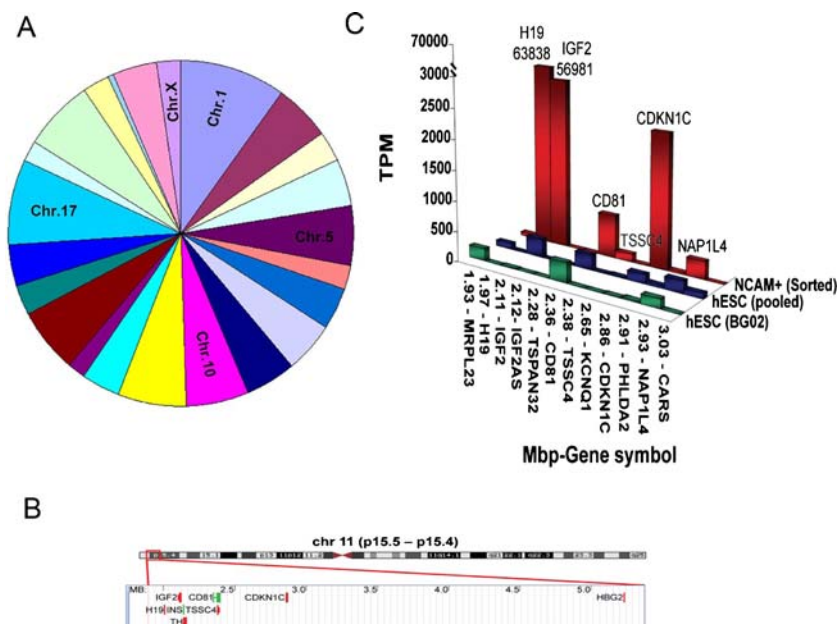 A
Chr.X
Chr.1
Chr.5
Chr.10
Chr.17
C
TPM
70000
3000
2500
2000
1500
1000
500
0
H19
63838
IGF2
56981
CD81
TSSC4
CDKN1C
NAP1L4
NCAM+ (Sorted)
hESC (pooled)
hESC (BG02)
1.93 - MRPL23
1.97 - H19
2.11 - IGF2
2.12- IGF2AS
2.28 - TSPAN32
2.36 - CD81
2.38 - TSSC4
2.65 - KCNQ1
2.86 - CDKN1C
2.91 - PHLDA2
2.93 - NAP1L4
3.03 - CARS
Mbp-Gene symbol
B
chr 11 (p15.5 – p15.4)
MB:
2.5
3.0
3.5
4.0
4.5
5.0
IGF2 CD81 CDKN1C HBG2
H19 INS TSSC4
TH